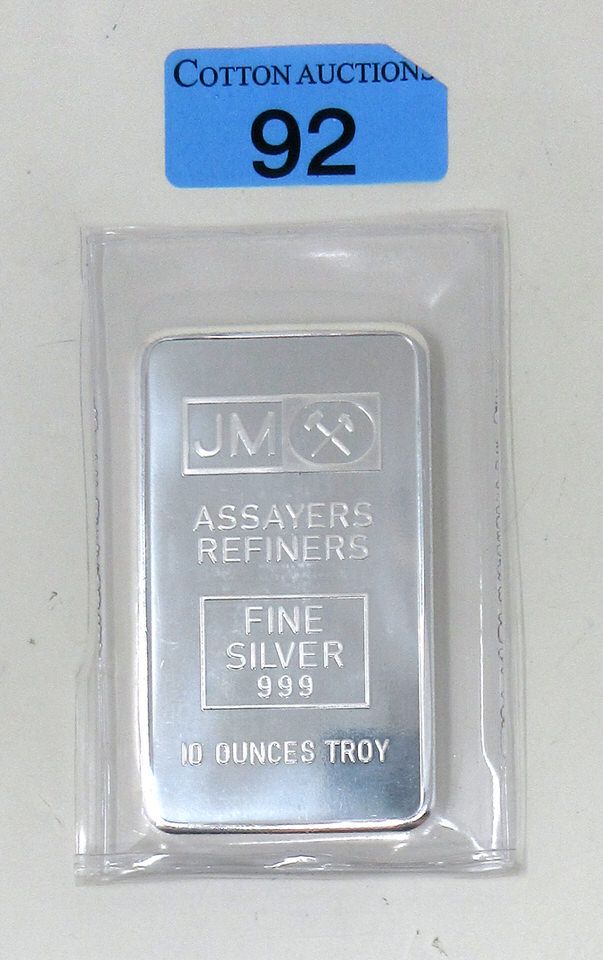 COTTON AUCTIONS
92
JM
ASSAYERS
REFINERS
FINE
SILVER
999
10 OUNCES TROY